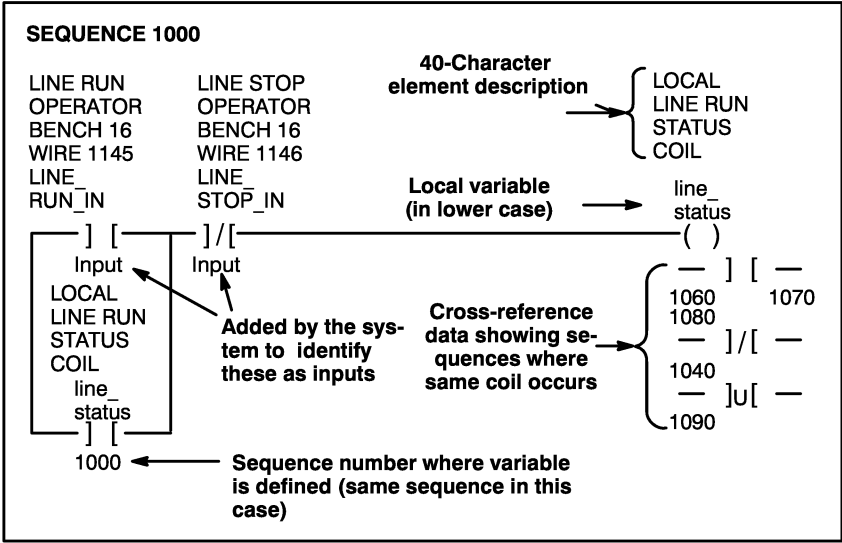 SEQUENCE 1000
LINE RUN
OPERATOR
BENCH 16
WIRE 1145
LINE_
RUN_IN
LINE STOP
OPERATOR
BENCH 16
WIRE 1146
LINE_
STOP_IN
40-Character
element description
LOCAL
LINE RUN
STATUS
COIL
Local variable
(in lower case)
line_
status
] [
]/[
( )
Input
Input
LOCAL
LINE RUN
STATUS
COIL
line_
status
] [
1000
Added by the sys-
tem to identify
these as inputs
Cross-reference
data showing se-
quences where
same coil occurs
— ] [ —
1060 1070
1080
— ]/[ —
1040
— ]U[ —
1090
Sequence number where variable
is defined (same sequence in this
case)